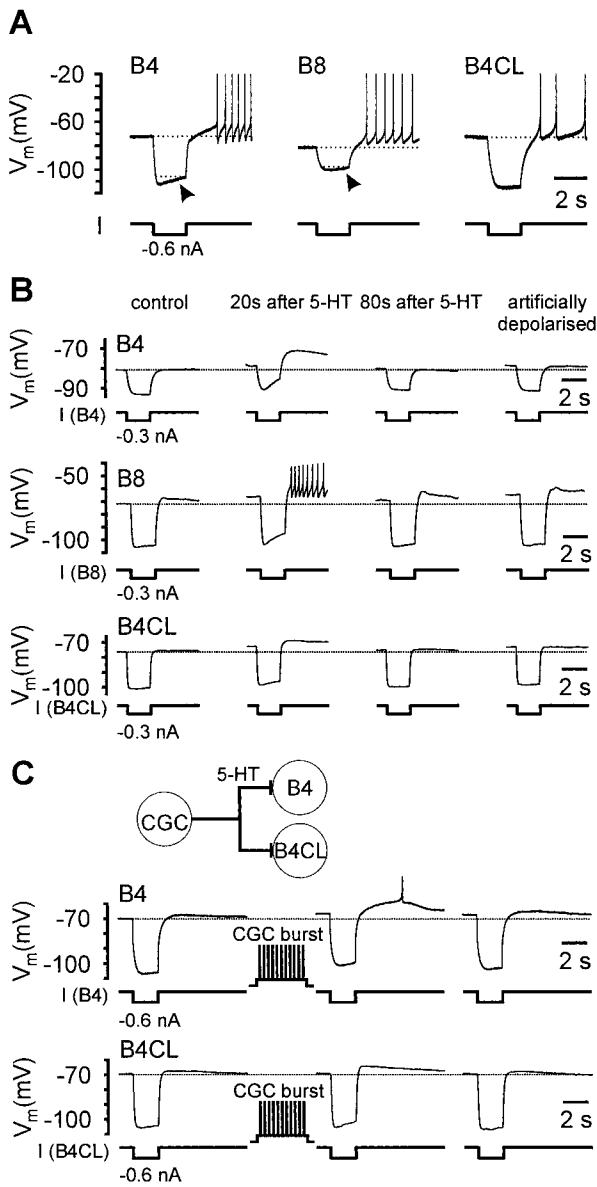 A
B4 B8 B4CL
-20
-60
-100
Vm(mV)
2 s
I
-0.6 nA
B
control 20s after 5-HT 80s after 5-HT artificially depolarised
B4
-70
-90
Vm(mV)
2 s
I (B4)
-0.3 nA
B8
-50
-100
Vm(mV)
2 s
I (B8)
-0.3 nA
B4CL
-70
-100
Vm(mV)
2 s
I (B4CL)
-0.3 nA
C
5-HT
B4
CGC
B4CL
B4
-70
-100
Vm(mV)
CGC burst
2 s
I (B4)
-0.6 nA
B4CL
-70
-100
Vm(mV)
CGC burst
2 s
I (B4CL)
-0.6 nA